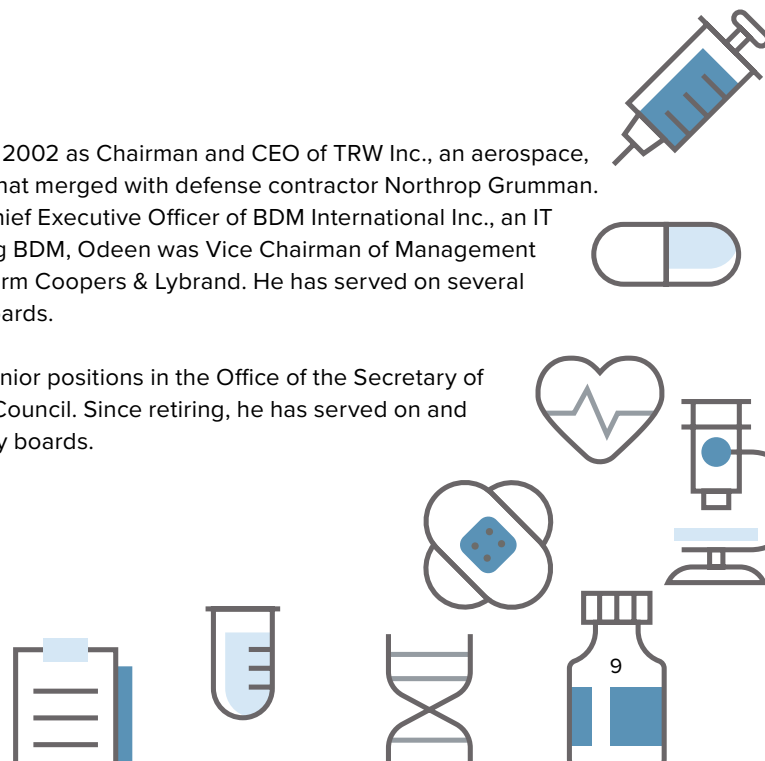 2002 as Chairman and CEO of TRW Inc., an aerospace,
hat merged with defense contractor Northrop Grumman.
hief Executive Officer of BDM International Inc., an IT
g BDM, Odeen was Vice Chairman of Management
rm Coopers & Lybrand. He has served on several
ards.
nior positions in the Office of the Secretary of
Council. Since retiring, he has served on and
y boards.
9